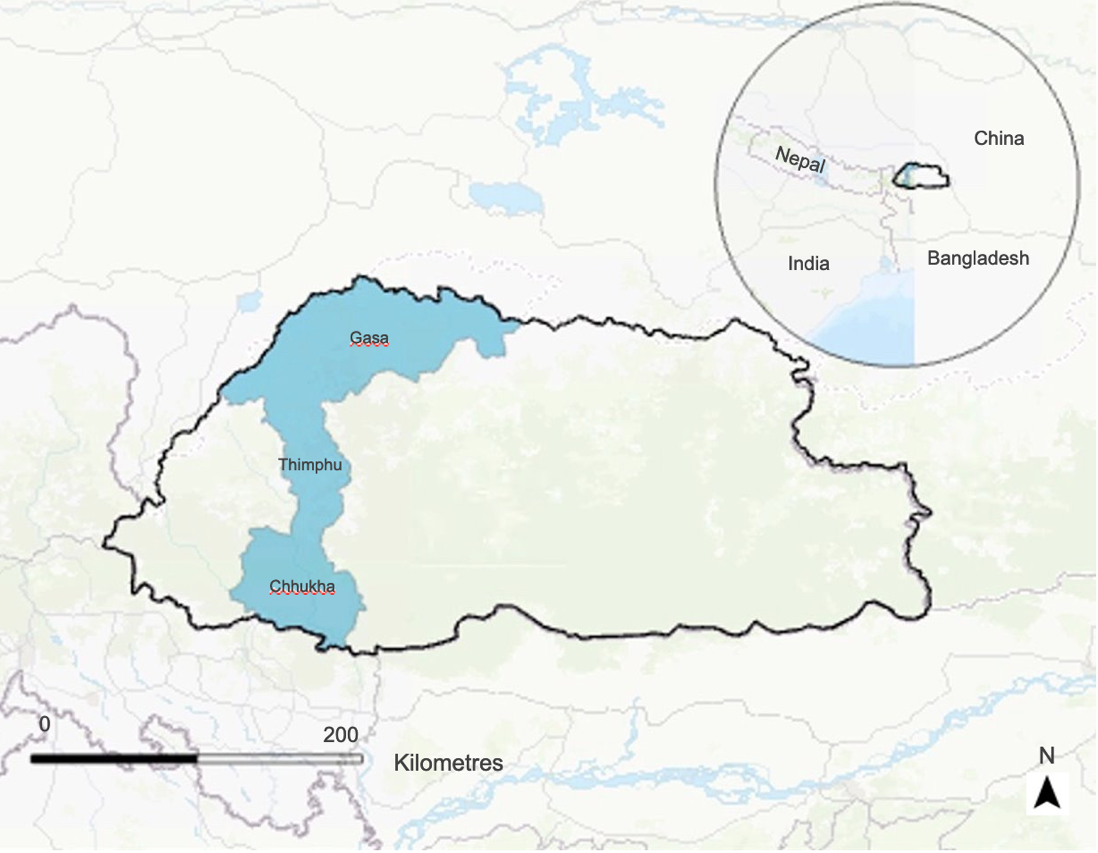 China
Nepal
India
Bangladesh
Gasa
Thimphu
Chhukha
0
200
Kilometres
N